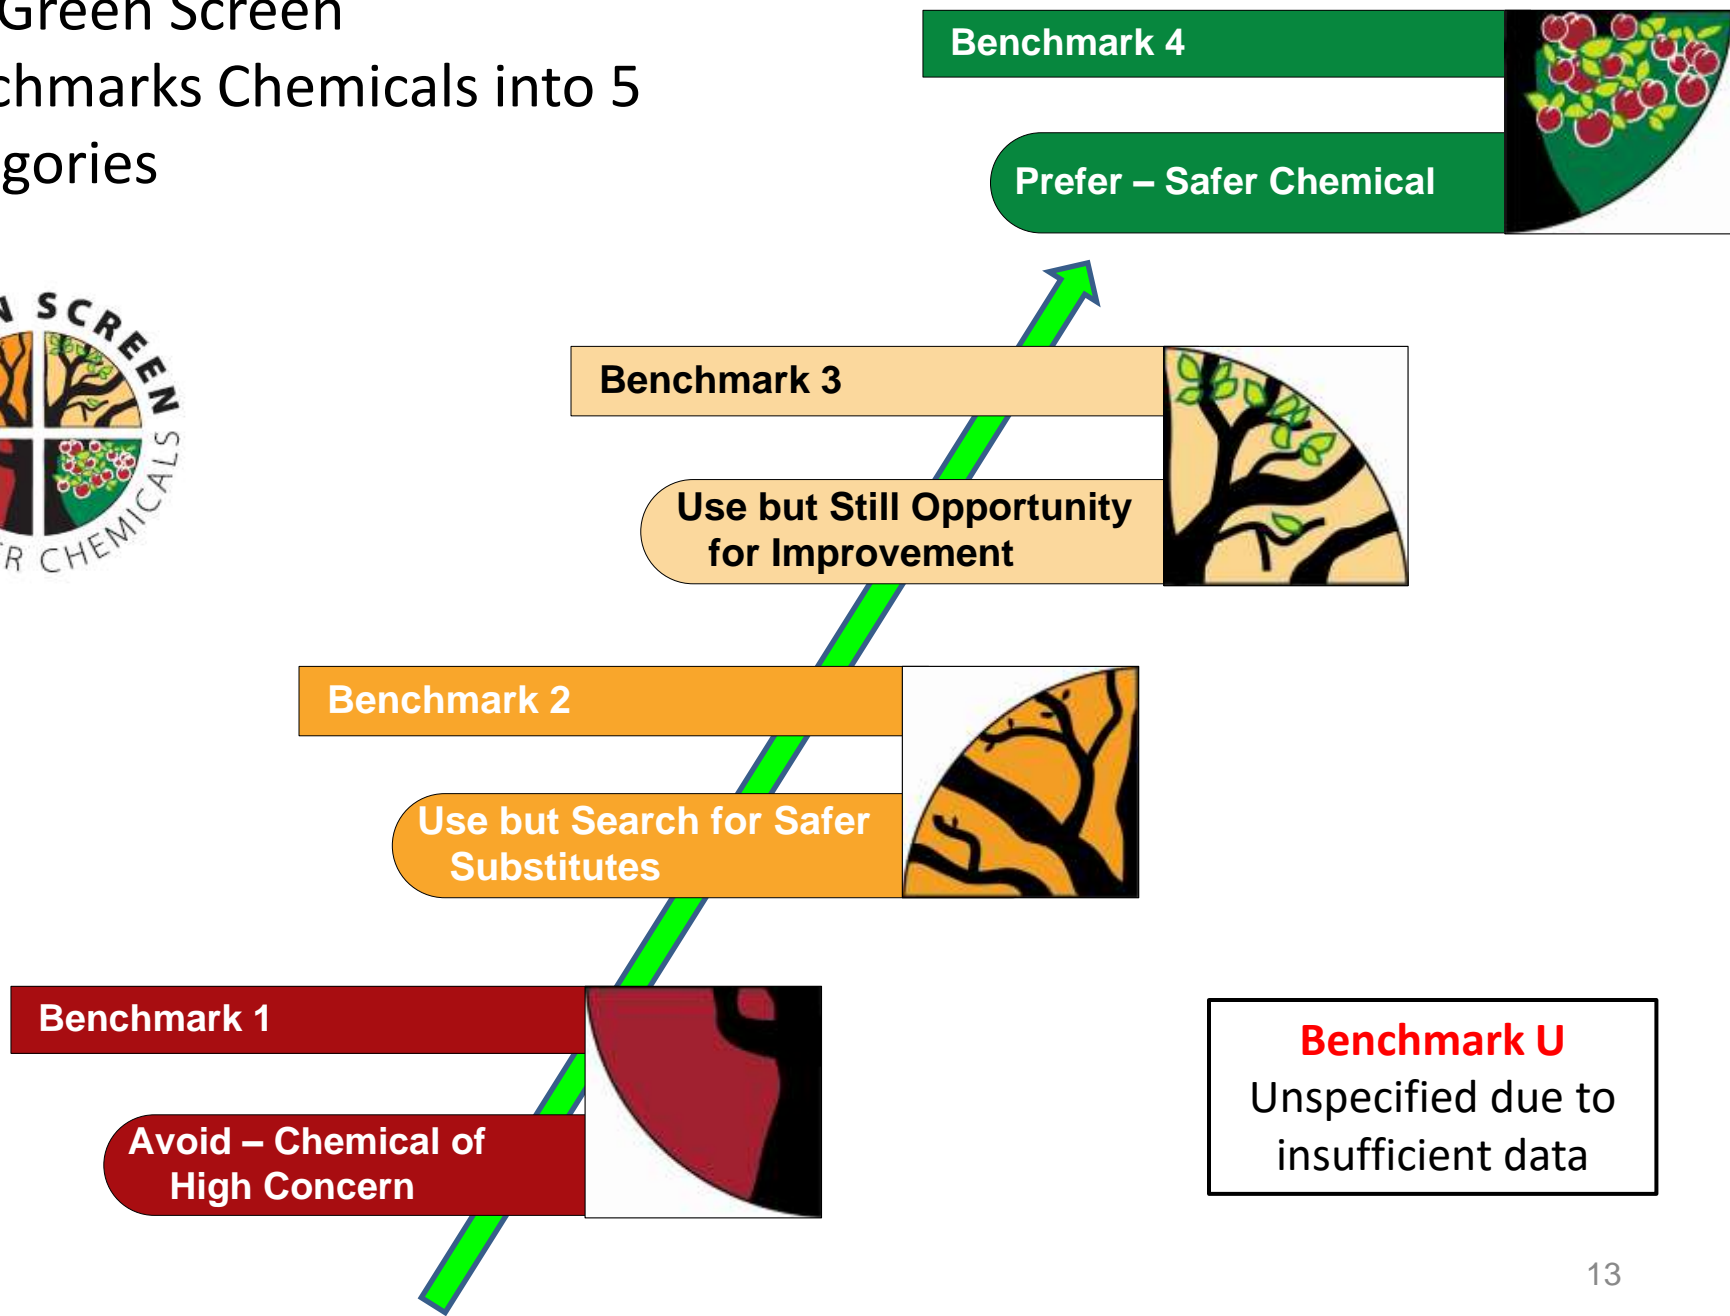 Green Screen
chmarks Chemicals into 5
gories
SCREEN
CHEMICALS
Benchmark 4
Prefer – Safer Chemical
Benchmark 3
Use but Still Opportunity
for Improvement
Benchmark 2
Use but Search for Safer
Substitutes
Benchmark 1
Avoid – Chemical of
High Concern
Benchmark U
Unspecified due to
insufficient data
13